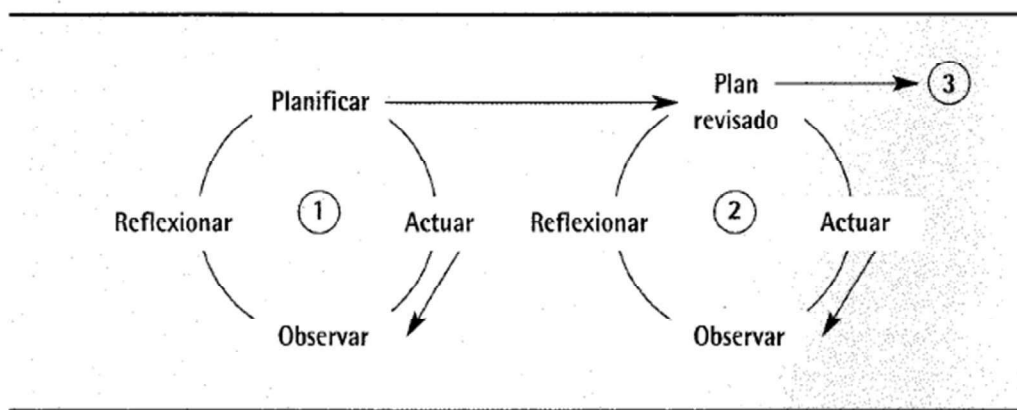 Planificar
Plan
revisado
3
Reflexionar
1
Actuar
Reflexionar
2
Actuar
Observar
Observar